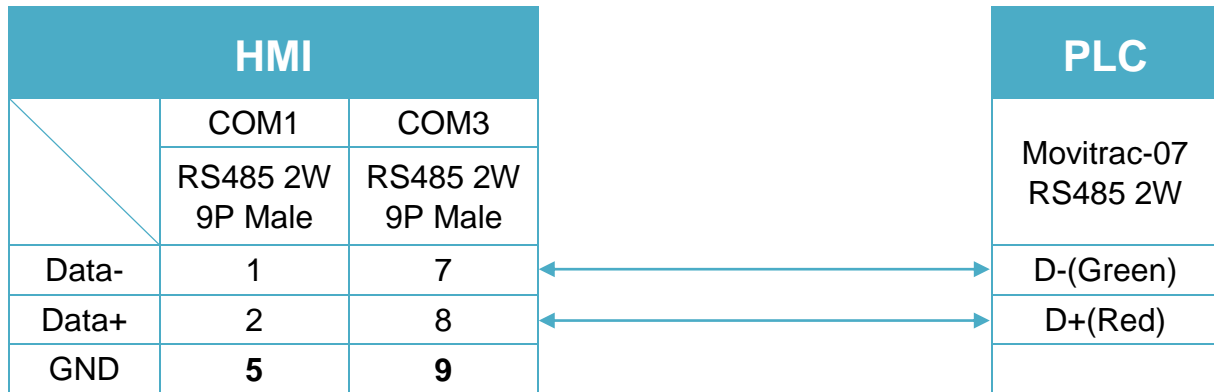 HMI
PLC
COM1 COM3
RS485 2W
9P Male
RS485 2W
9P Male
Movitrac-07
RS485 2W
Data- 1 7 D-(Green)
Data+ 2 8 D+(Red)
GND 5 9